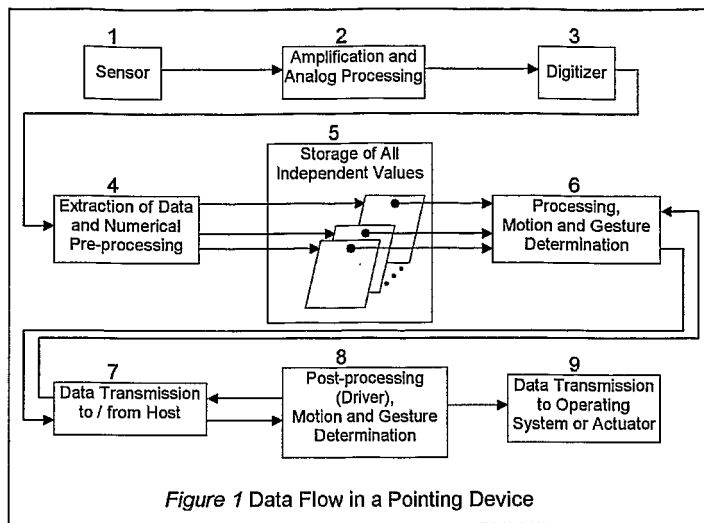 1
Sensor
2
Amplification and
Analog Processing
3
Digitizer
4
Extraction of Data
and Numerical
Pre-processing
5
Storage of All
Independent Values
6
Processing,
Motion and Gesture
Determination
7
Data Transmission
to / from Host
8
Post-processing
(Driver),
Motion and Gesture
Determination
9
Data Transmission
to Operating
System or Actuator
Figure 1 Data Flow in a Pointing Device